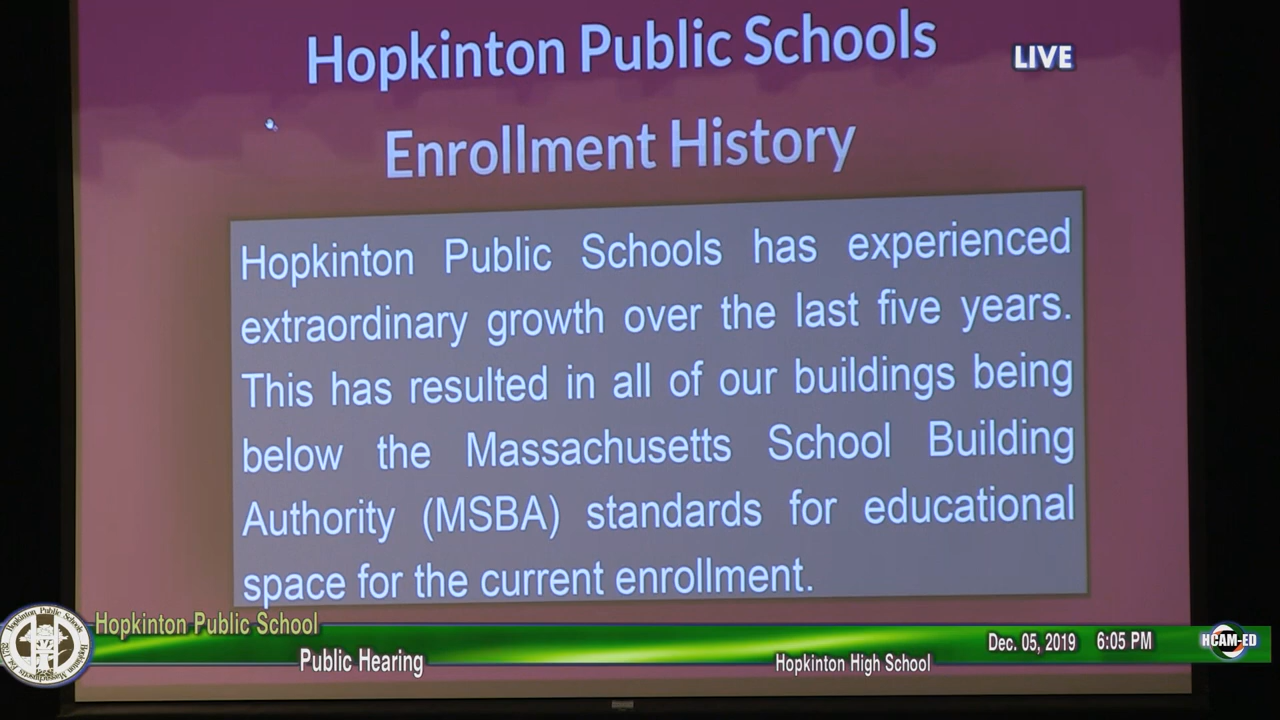 Hopkinton Public Schools
LIVE
Enrollment History
Hopkinton Public Schools has experienced
extraordinary growth over the last five years.
This has resulted in all of our buildings being
below the Massachusetts School Building
Authority (MSBA) standards for educational
space for the current enrollment.
Hopkinton Public School
Dec. 05, 2019 6:05 PM
HCAM-ED
Public Hearing
Hopkinton High School